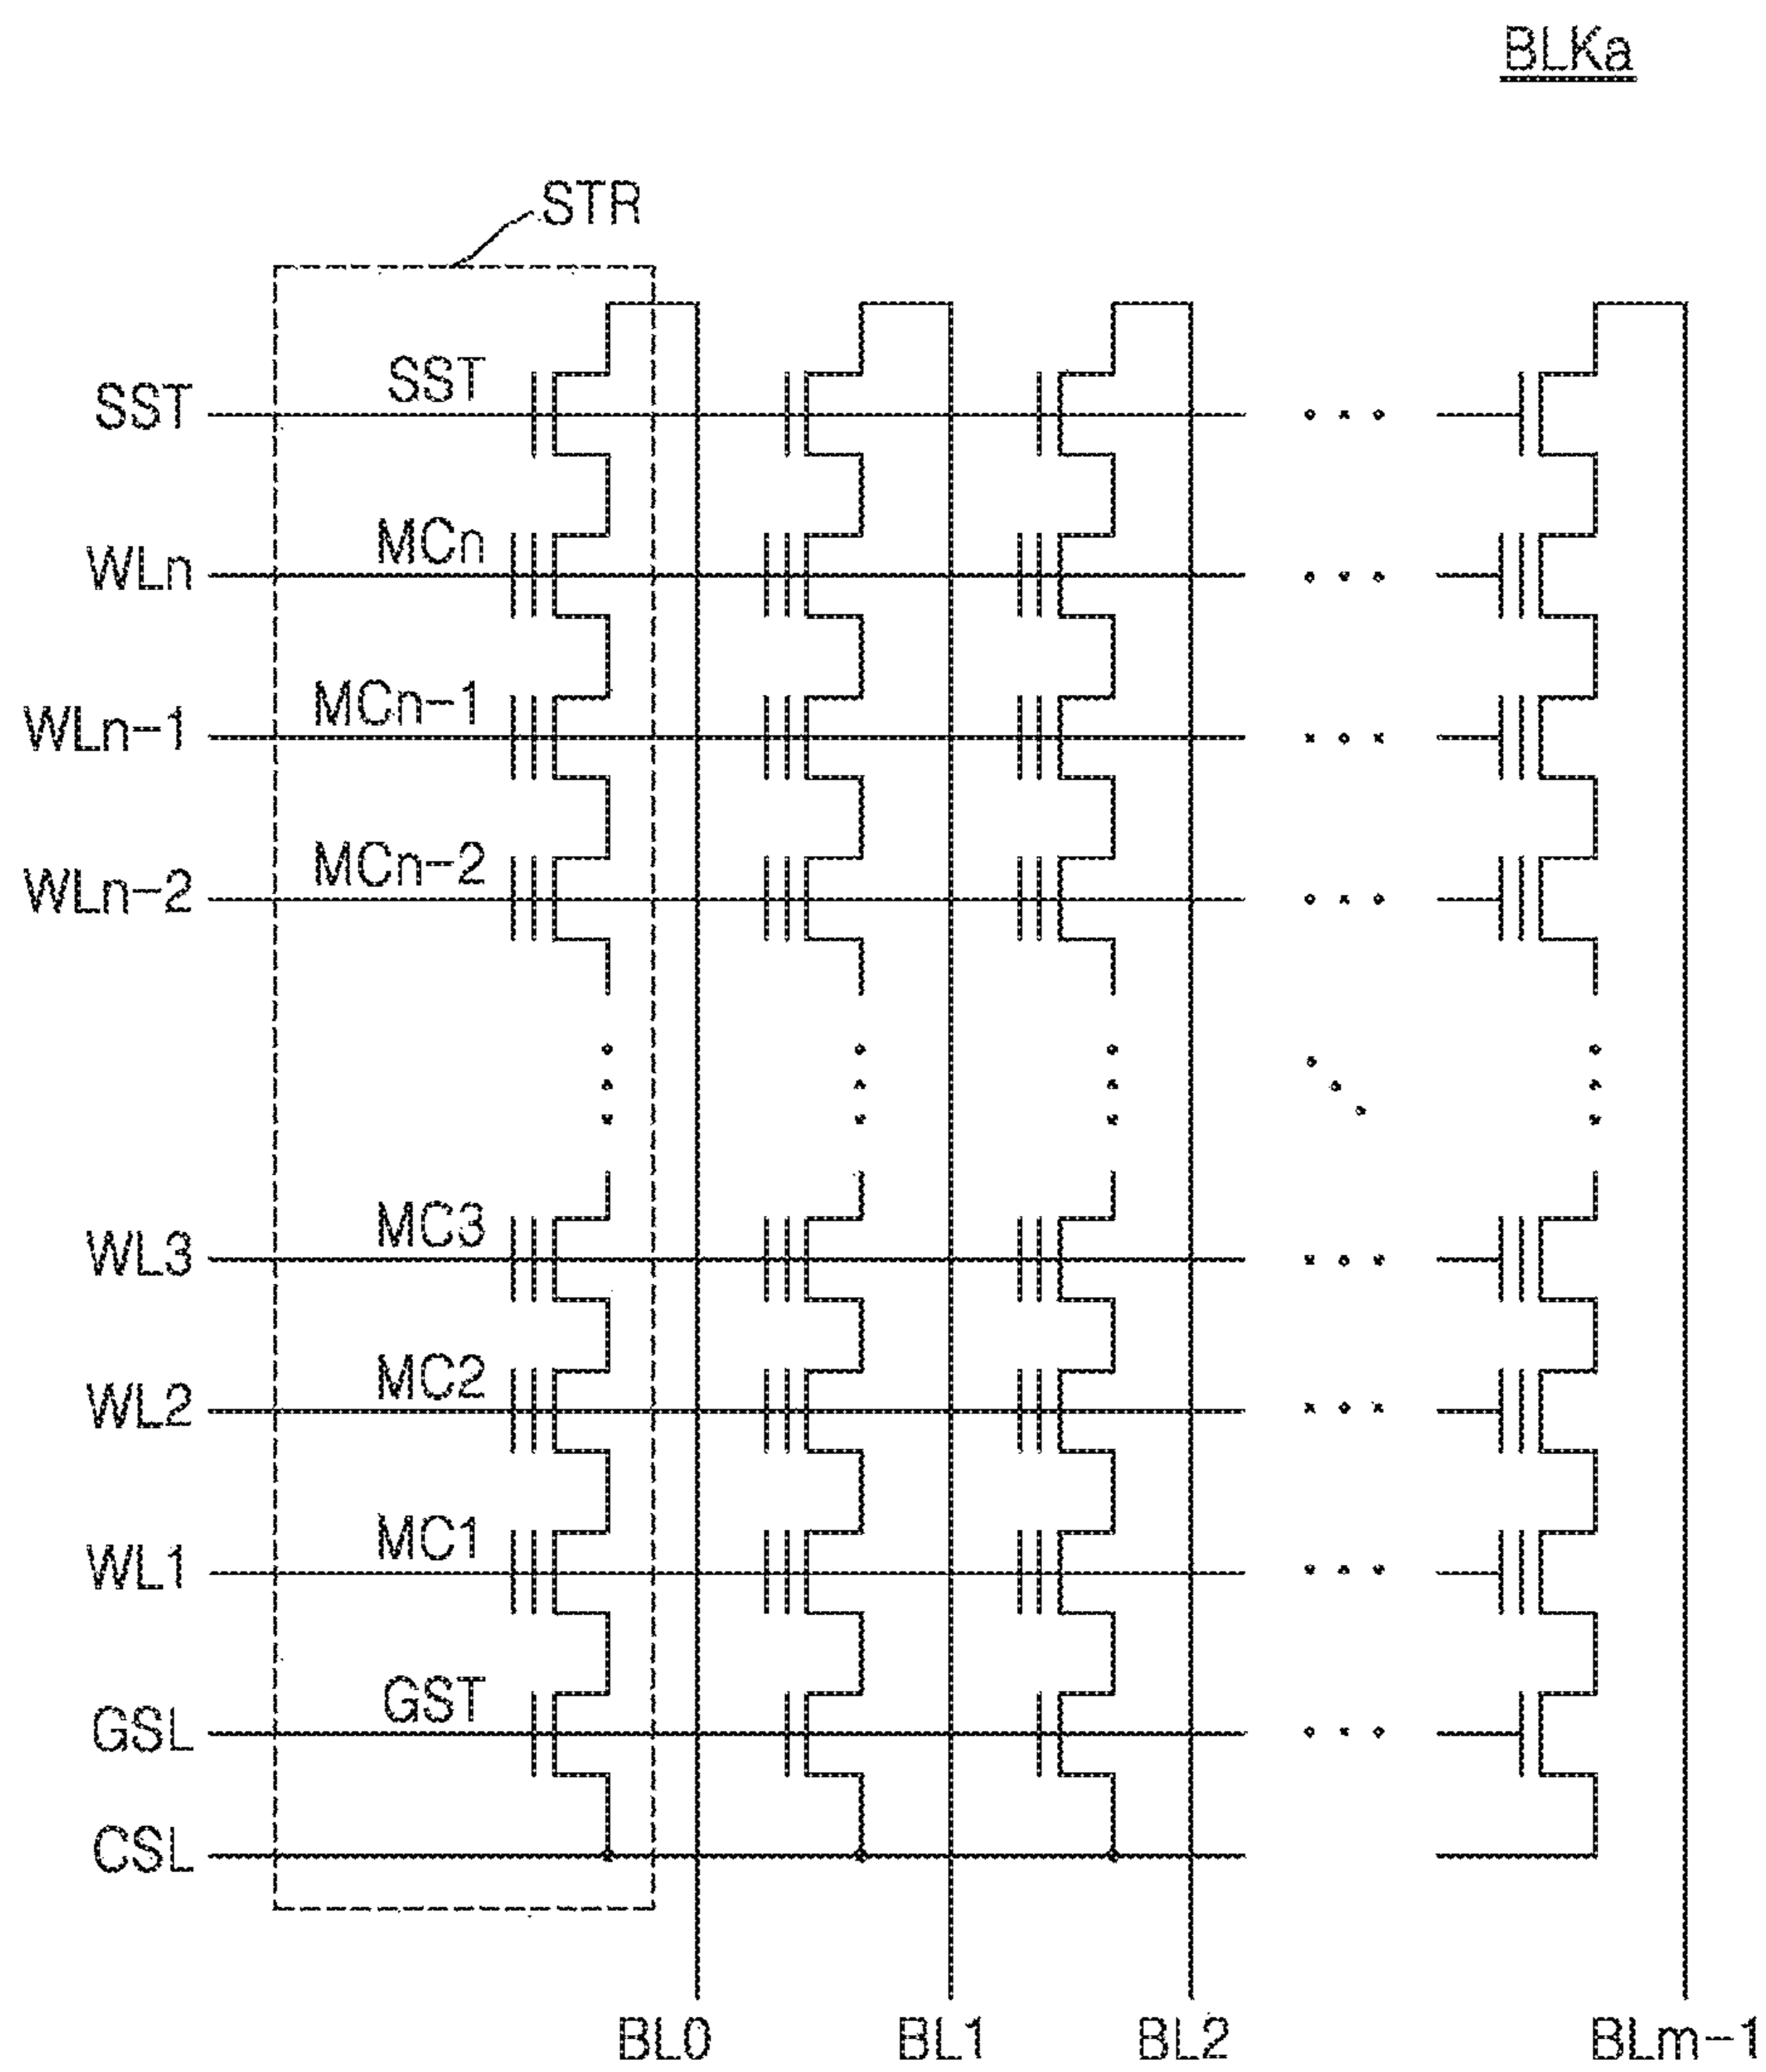 BLKa
STR
SST SST
WLn MCn
WLn-1 MCn-1
WLn-2 MCn-2
WL3 MC3
WL2 MC2
WL1 MC1
GSL GST
CSL
BL0 BL1 BL2 BLm-1